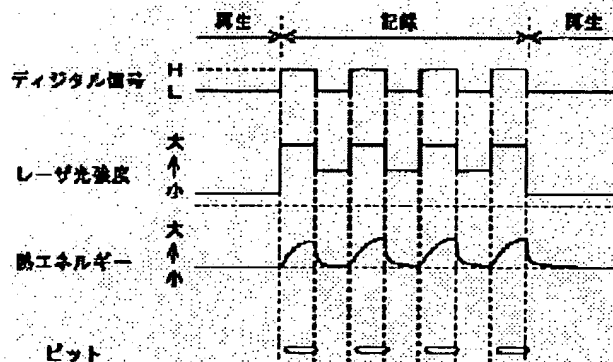 再生 記録 再生
ディジタル信号 H
L
レーザ光強度 大
↑
小
熱エネルギー 大
↑
小
ピット